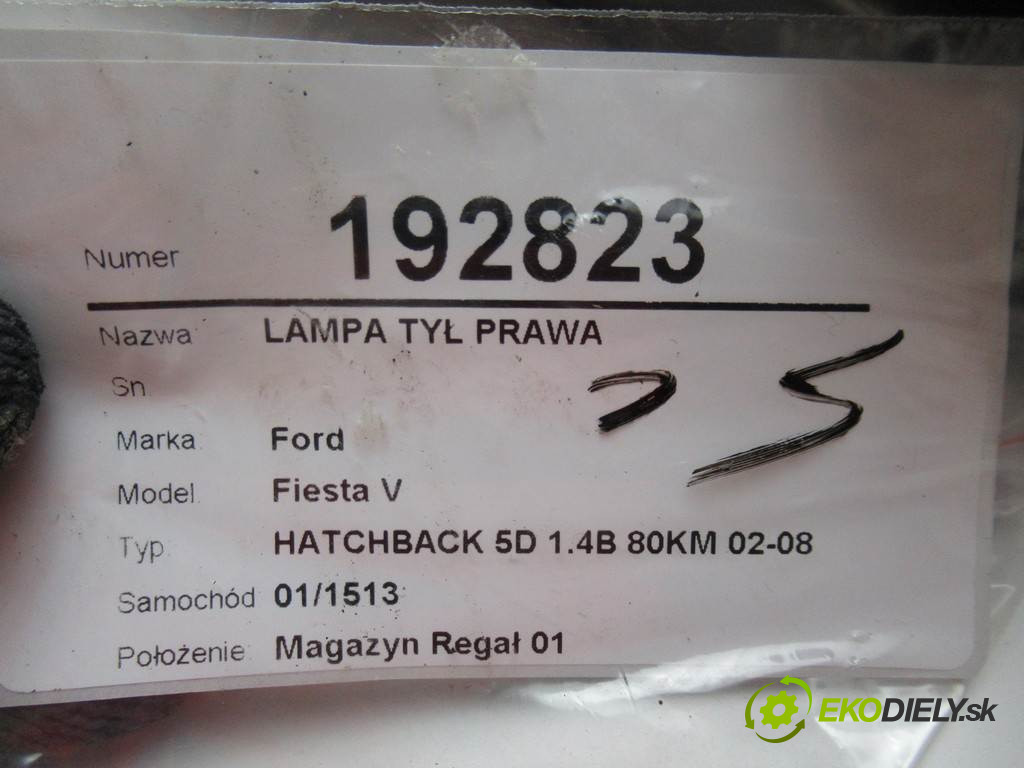 Numer 192823
Nazwa LAMPA TYŁ PRAWA
Sn
Marka Ford
Model Fiesta V
Typ HATCHBACK 5D 1.4B 80KM 02-08
Samochód 01/1513
Położenie Magazyn Regał 01
EKODIELY.sk